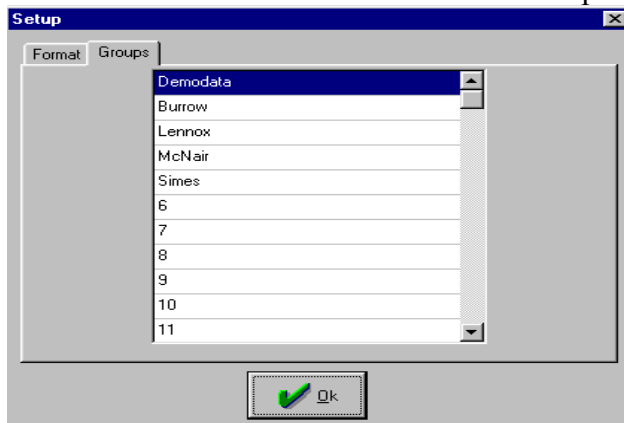 Setup
Format Groups
Demodata
Burrow
Lennox
McNair
Simes
6
7
8
9
10
11
Ok